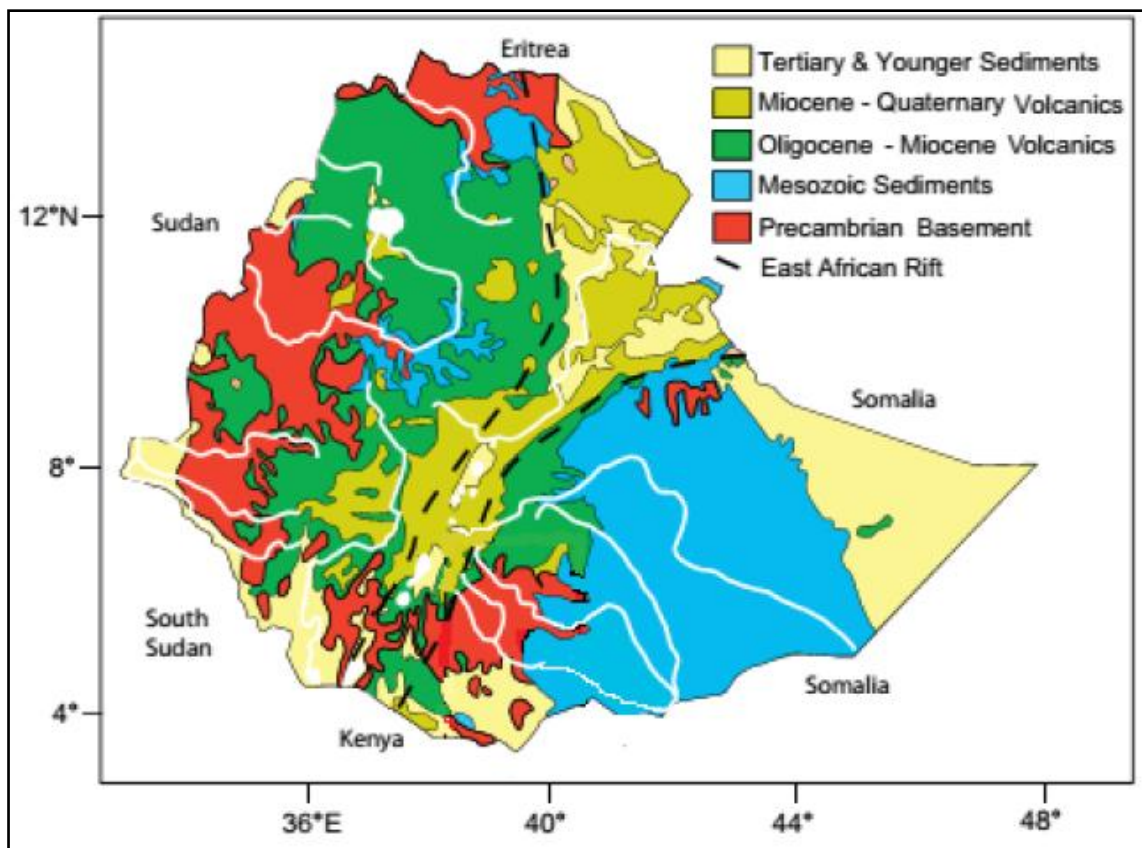 Eritrea
Tertiary & Younger Sediments
Miocene - Quaternary Volcanics
Oligocene - Miocene Volcanics
Mesozoic Sediments
Precambrian Basement
East African Rift
12°N
Sudan
Somalia
8°
South
Sudan
Somalia
4°
Kenya
36°E
40°
44°
48°